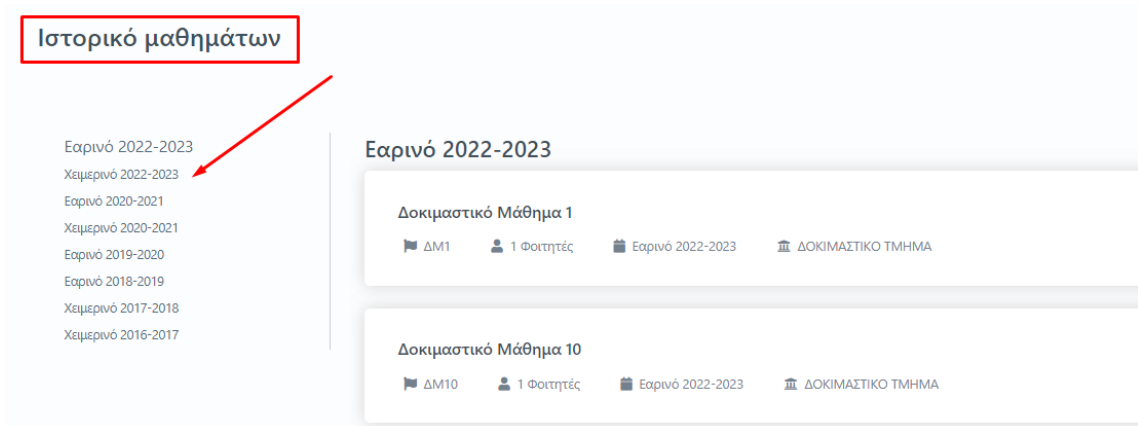 Ιστορικό μαθημάτων
Εαρινό 2022-2023
Χειμερινό 2022-2023
Εαρινό 2020-2021
Χειμερινό 2020-2021
Εαρινό 2019-2020
Εαρινό 2018-2019
Χειμερινό 2017-2018
Χειμερινό 2016-2017
Εαρινό 2022-2023
Δοκιμαστικό Μάθημα 1
ΔΜ1 1 Φοιτητές Εαρινό 2022-2023 ΔΟΚΙΜΑΣΤΙΚΟ ΤΜΗΜΑ
Δοκιμαστικό Μάθημα 10
ΔΜ10 1 Φοιτητές Εαρινό 2022-2023 ΔΟΚΙΜΑΣΤΙΚΟ ΤΜΗΜΑ